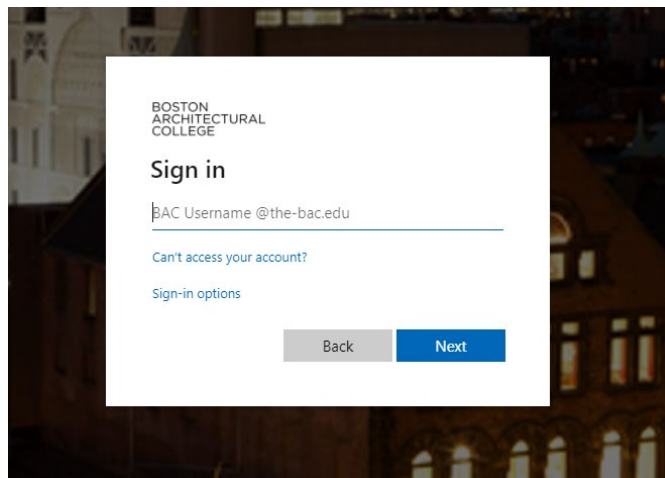 BOSTON
ARCHITECTURAL
COLLEGE
Sign in
BAC Username @the-bac.edu
Can't access your account?
Sign-in options
Back
Next